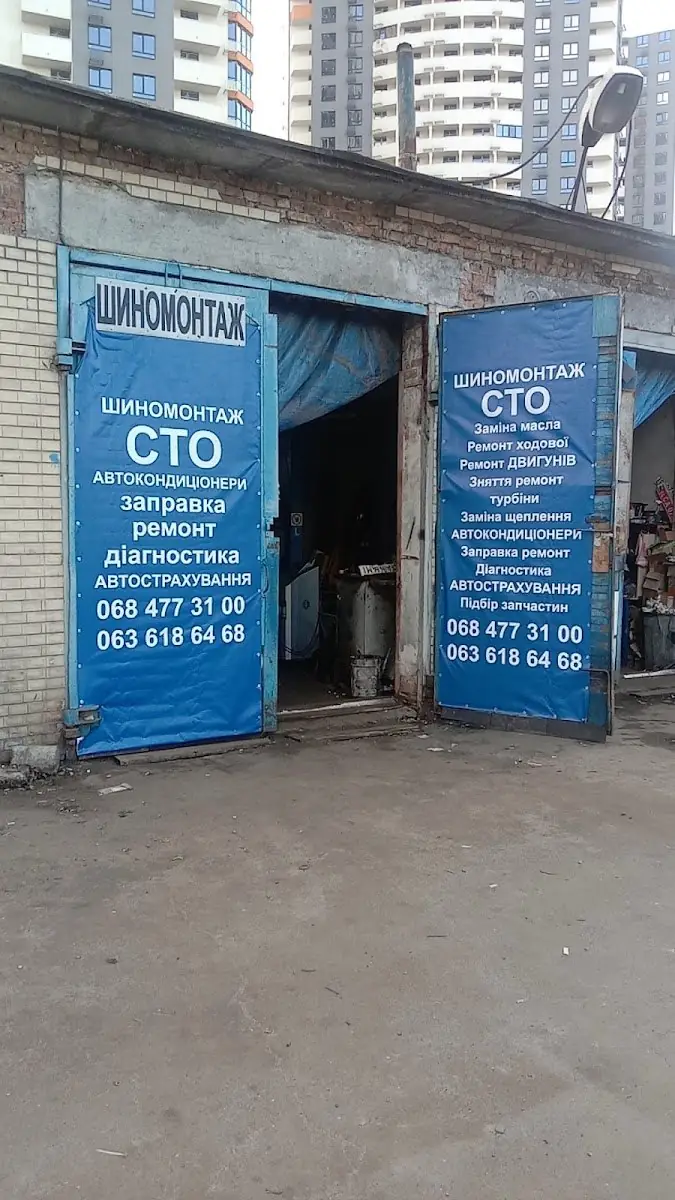 ШИНОМОНТАЖ
ШИНОМОНТАЖ
СТО
АВТОКОНДИЦІОНЕРИ
заправка
ремонт
діагностика
АВТОСТРАХУВАННЯ
068 477 31 00
063 618 64 68
ШИНОМОНТАЖ
СТО
Заміна масла
Ремонт ходової
Ремонт ДВИГУНІВ
Зняття ремонт
турбіни
Заміна щеплення
АВТОКОНДИЦІОНЕРИ
Заправка ремонт
Діагностика
АВТОСТРАХУВАННЯ
Підбір запчастин
068 477 31 00
063 618 64 68